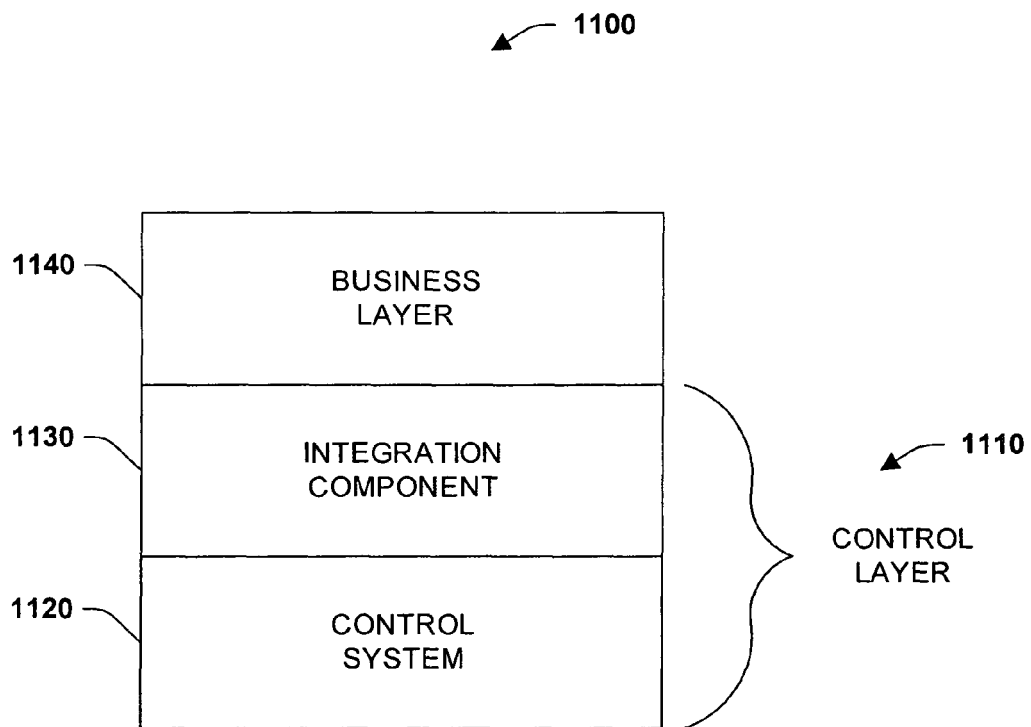 1100
1140
BUSINESS
LAYER
1130
INTEGRATION
COMPONENT
1110
CONTROL
LAYER
1120
CONTROL
SYSTEM